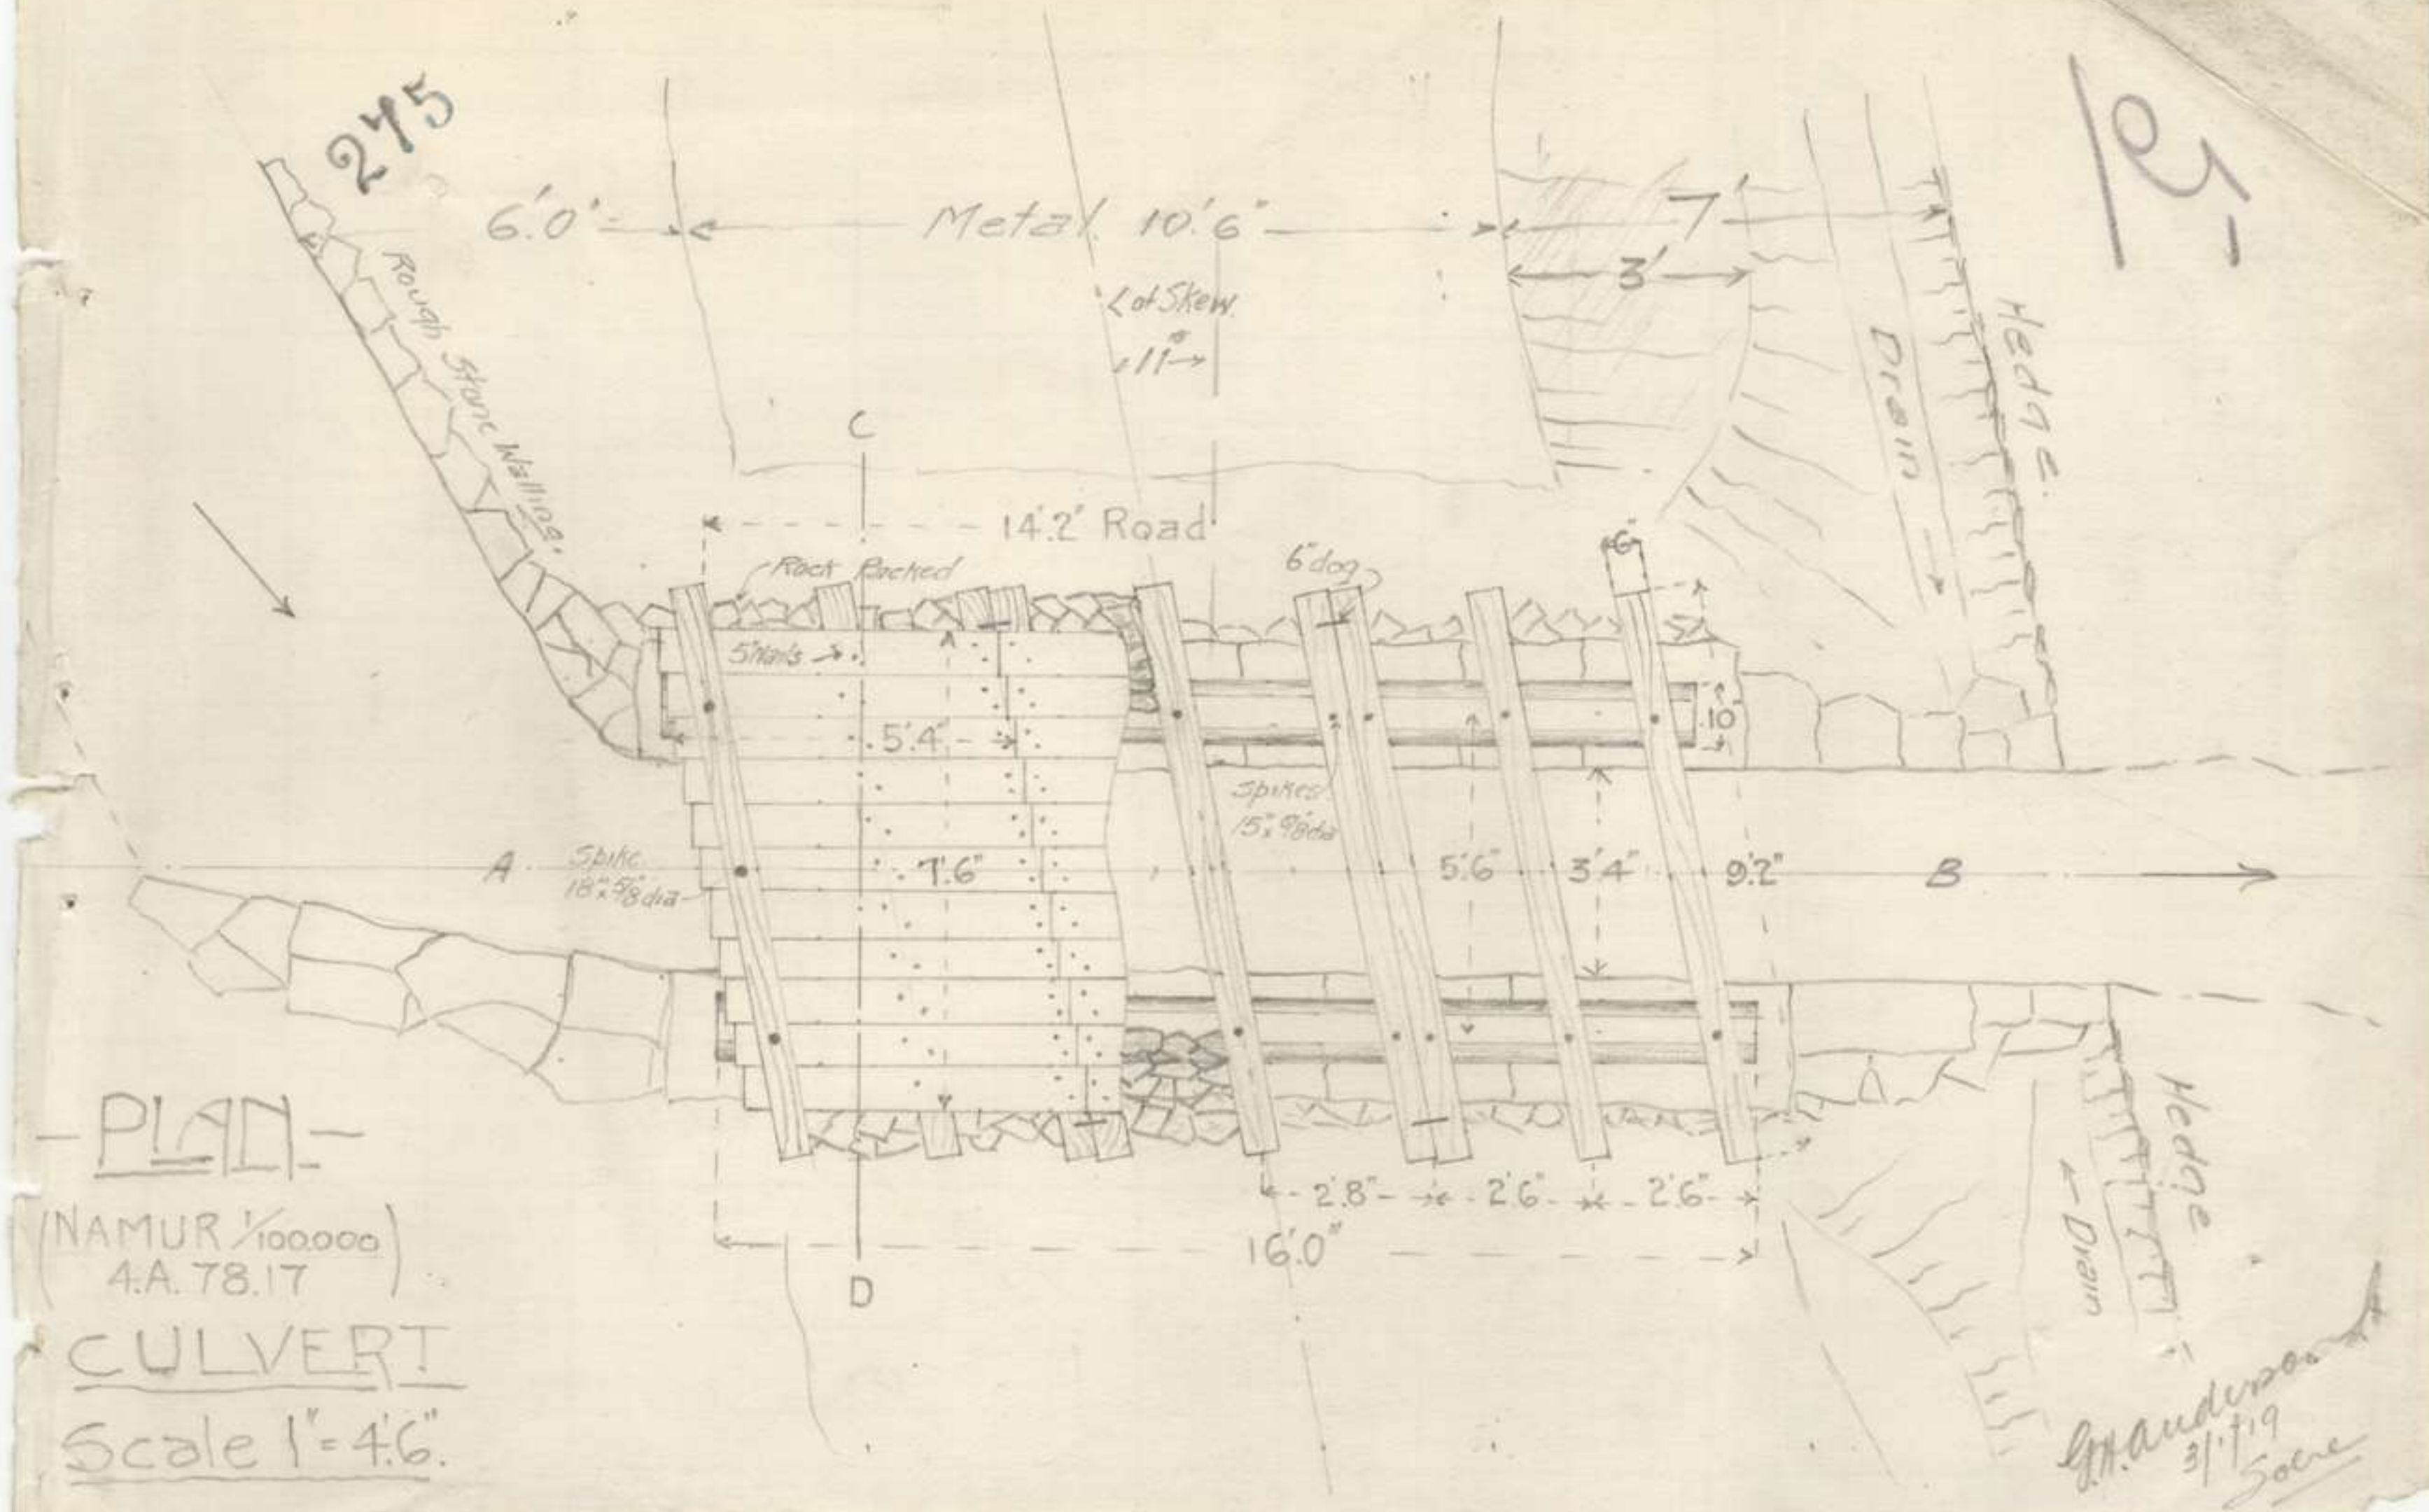 275
6'.0"
Metal. 10'.6"
7'
3'
∠ of Skew.
11°
Rough Stone Walling.
Drain
Hedge.
C
14'.2" Road
Rock Packed
6" dog
6"
5" Nails
5'.4"
10"
Spikes
15" x 5/8 dia
A
Spike
18" x 5/8" dia
7'.6"
5'.6"
3'.4"
9'.2"
B
2'.8"
2'.6"
2'.6"
16'.0"
D
Hedge
Drain
- PLAN -
(NAMUR 1/100.000)
4.A. 78.17
CULVERT
Scale 1" = 4'.6".
G.H. Anderson
3/1/19